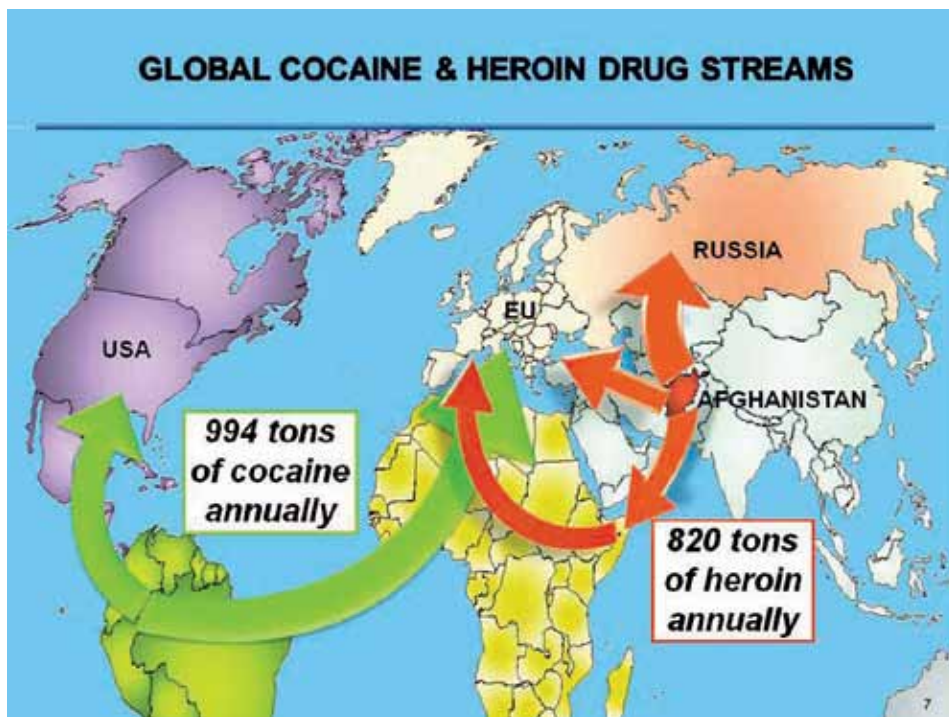 GLOBAL COCAINE & HEROIN DRUG STREAMS
RUSSIA
EU
USA
AFGHANISTAN
994 tons
of cocaine
annually
820 tons
of heroin
annually
7